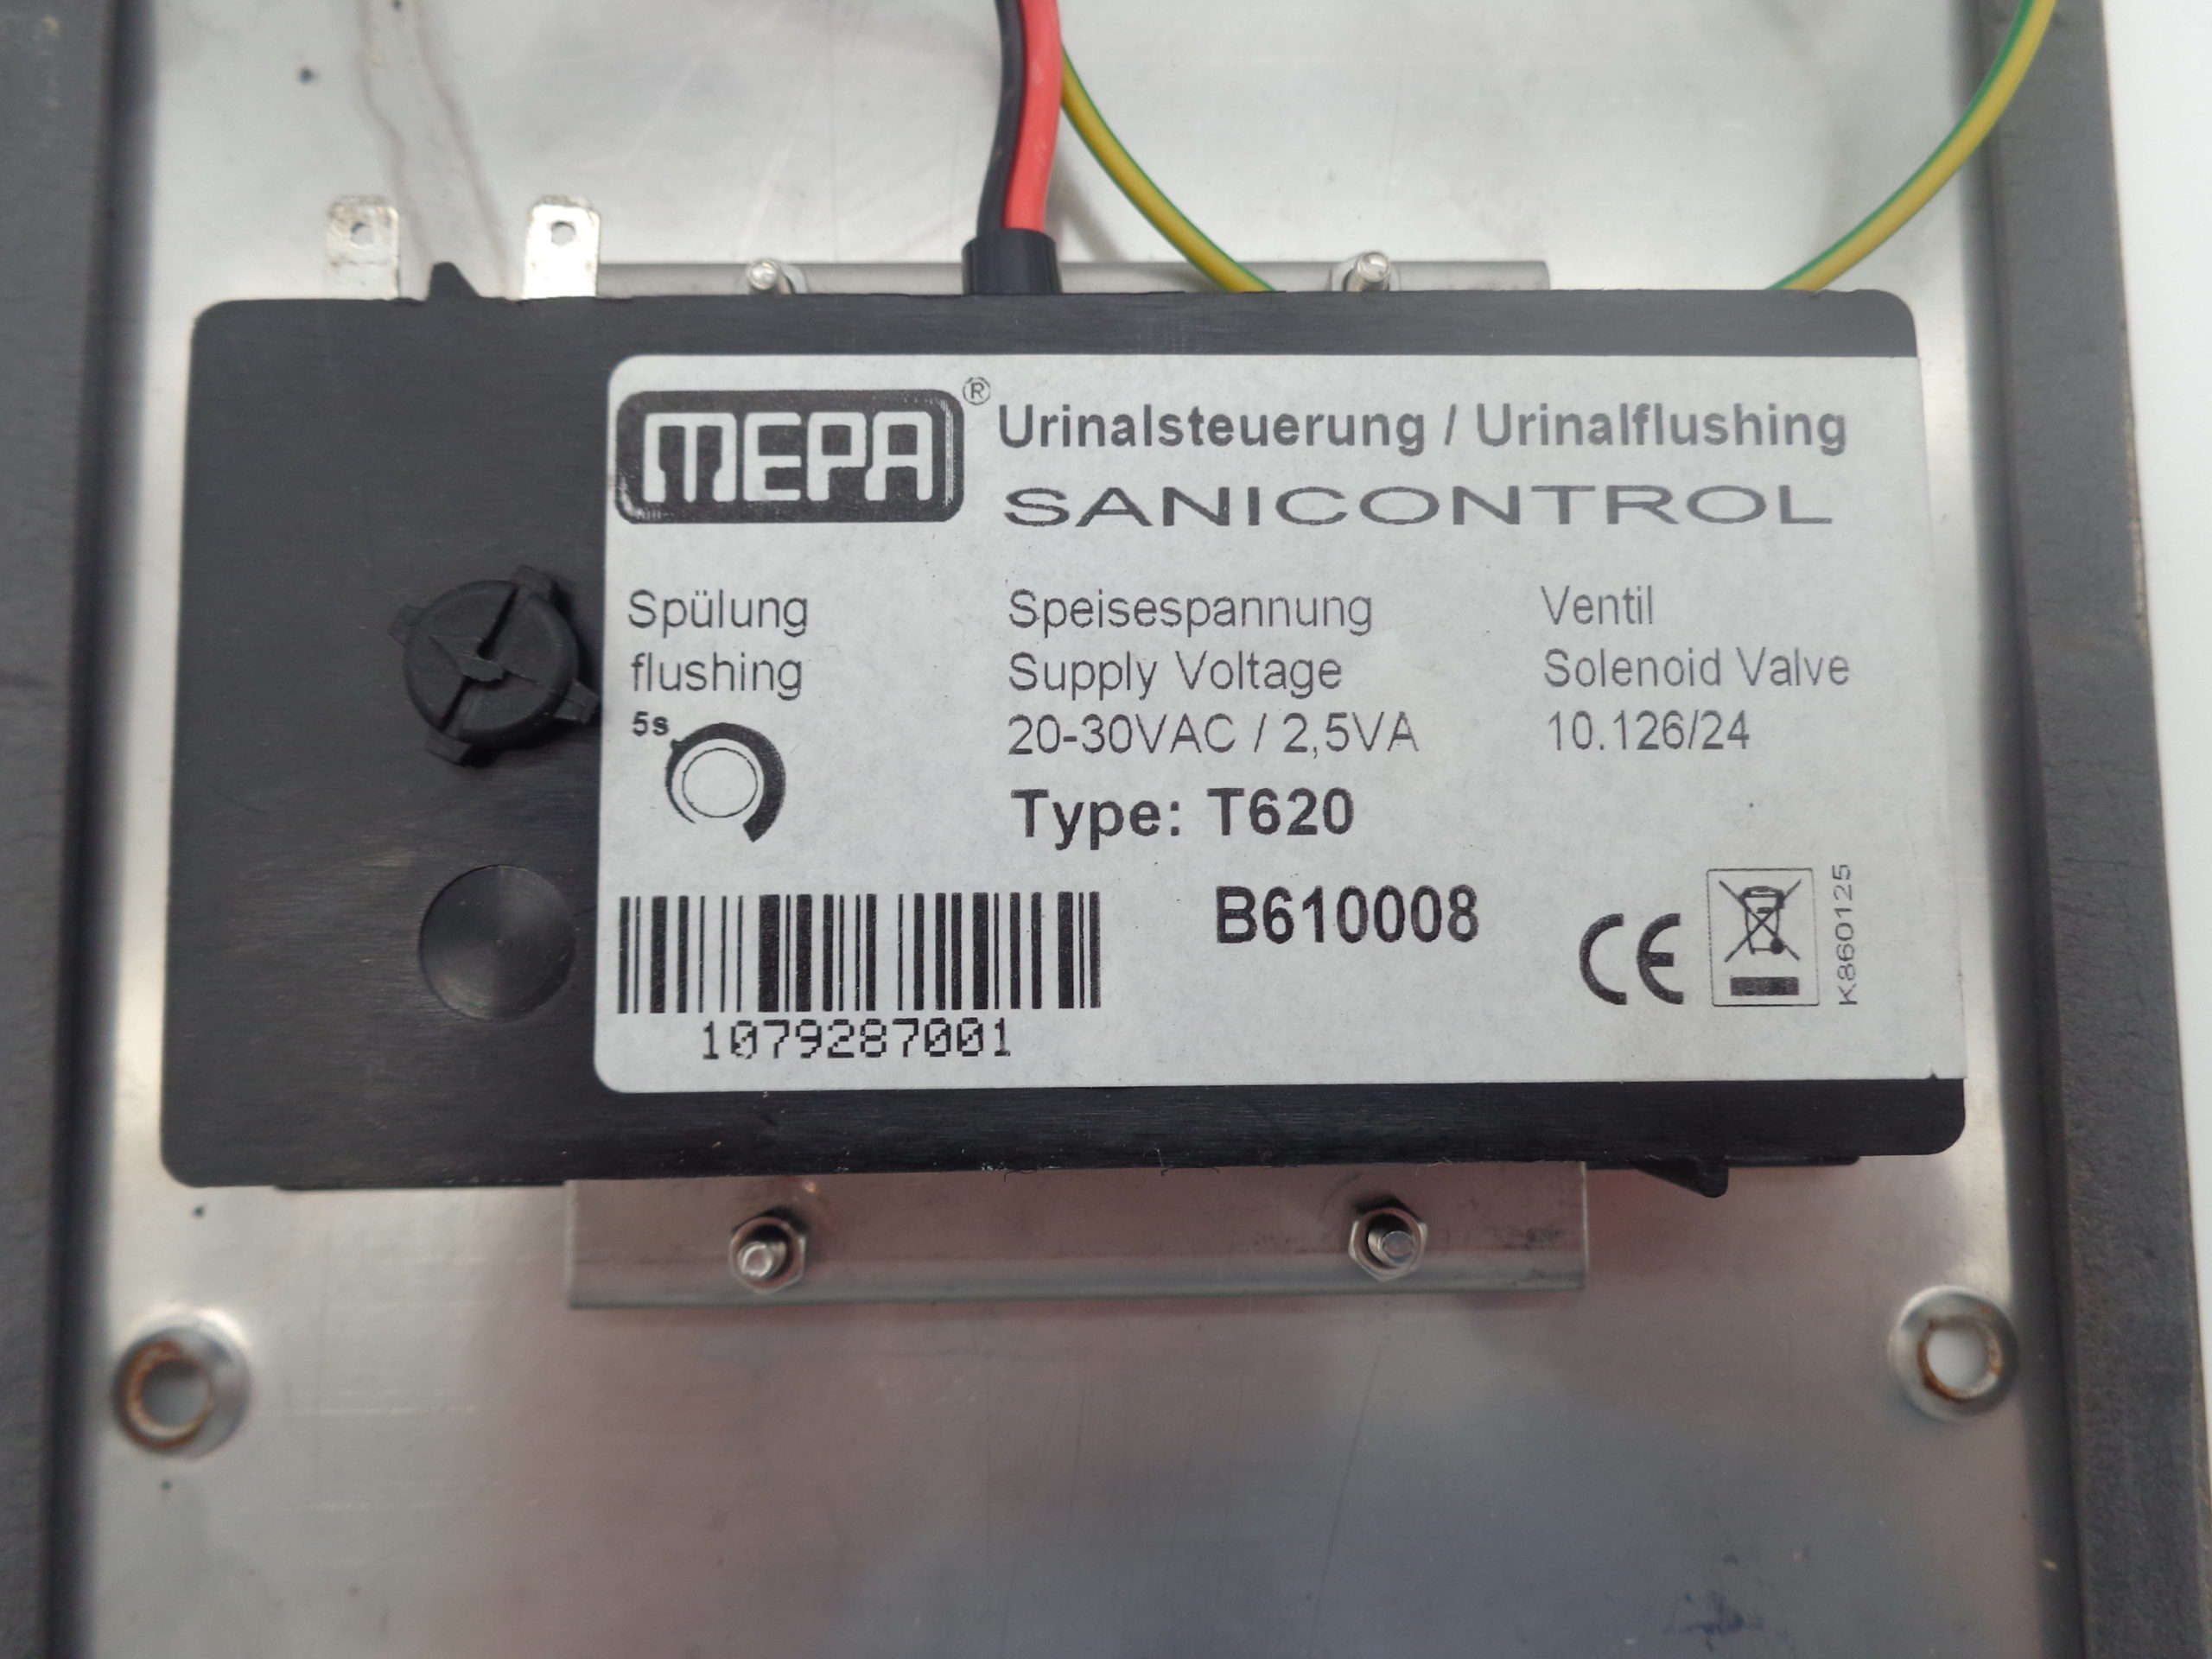 MEPA®
Urinalsteuerung / Urinalflushing
SANICONTROL
Spülung
flushing
5s
Speisespannung
Supply Voltage
20-30VAC / 2,5VA
Type: T620
Ventil
Solenoid Valve
10.126/24
B610008
1079287001
CE
K860125